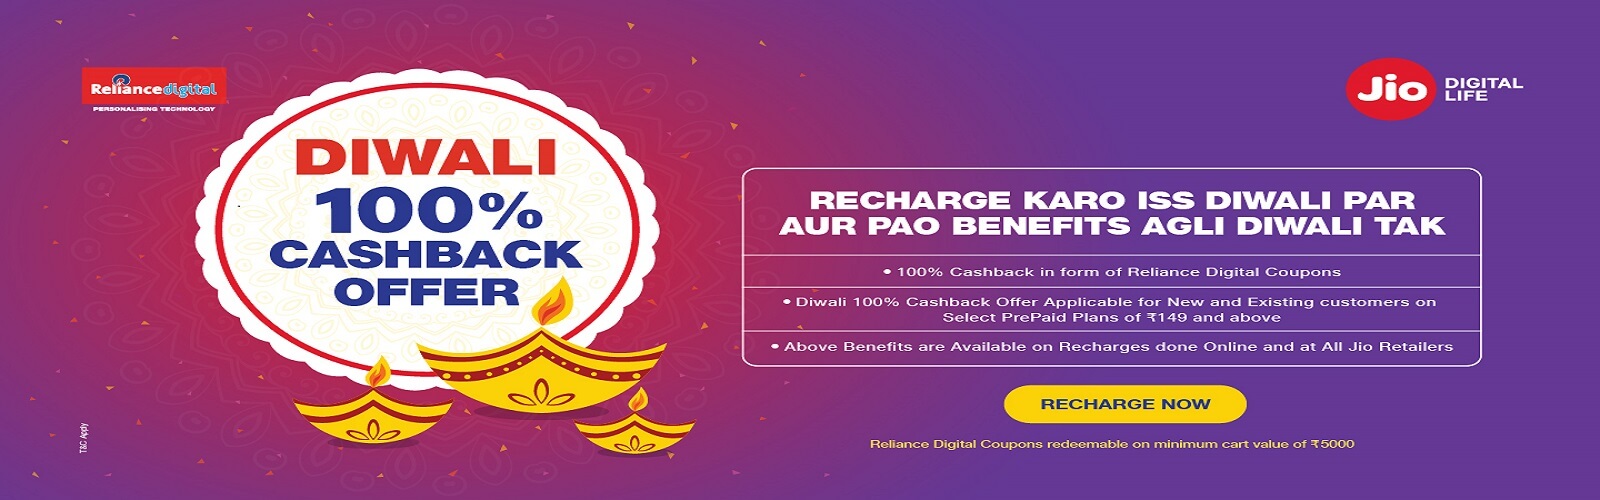 Reliancedigital
PERSONALISING TECHNOLOGY
DIWALI
100%
CASHBACK
OFFER
T&C Apply
Jio DIGITAL
LIFE
RECHARGE KARO ISS DIWALI PAR
AUR PAO BENEFITS AGLI DIWALI TAK
• 100% Cashback in form of Reliance Digital Coupons
• Diwali 100% Cashback Offer Applicable for New and Existing customers on
Select PrePaid Plans of ₹149 and above
• Above Benefits are Available on Recharges done Online and at All Jio Retailers
RECHARGE NOW
Reliance Digital Coupons redeemable on minimum cart value of ₹5000